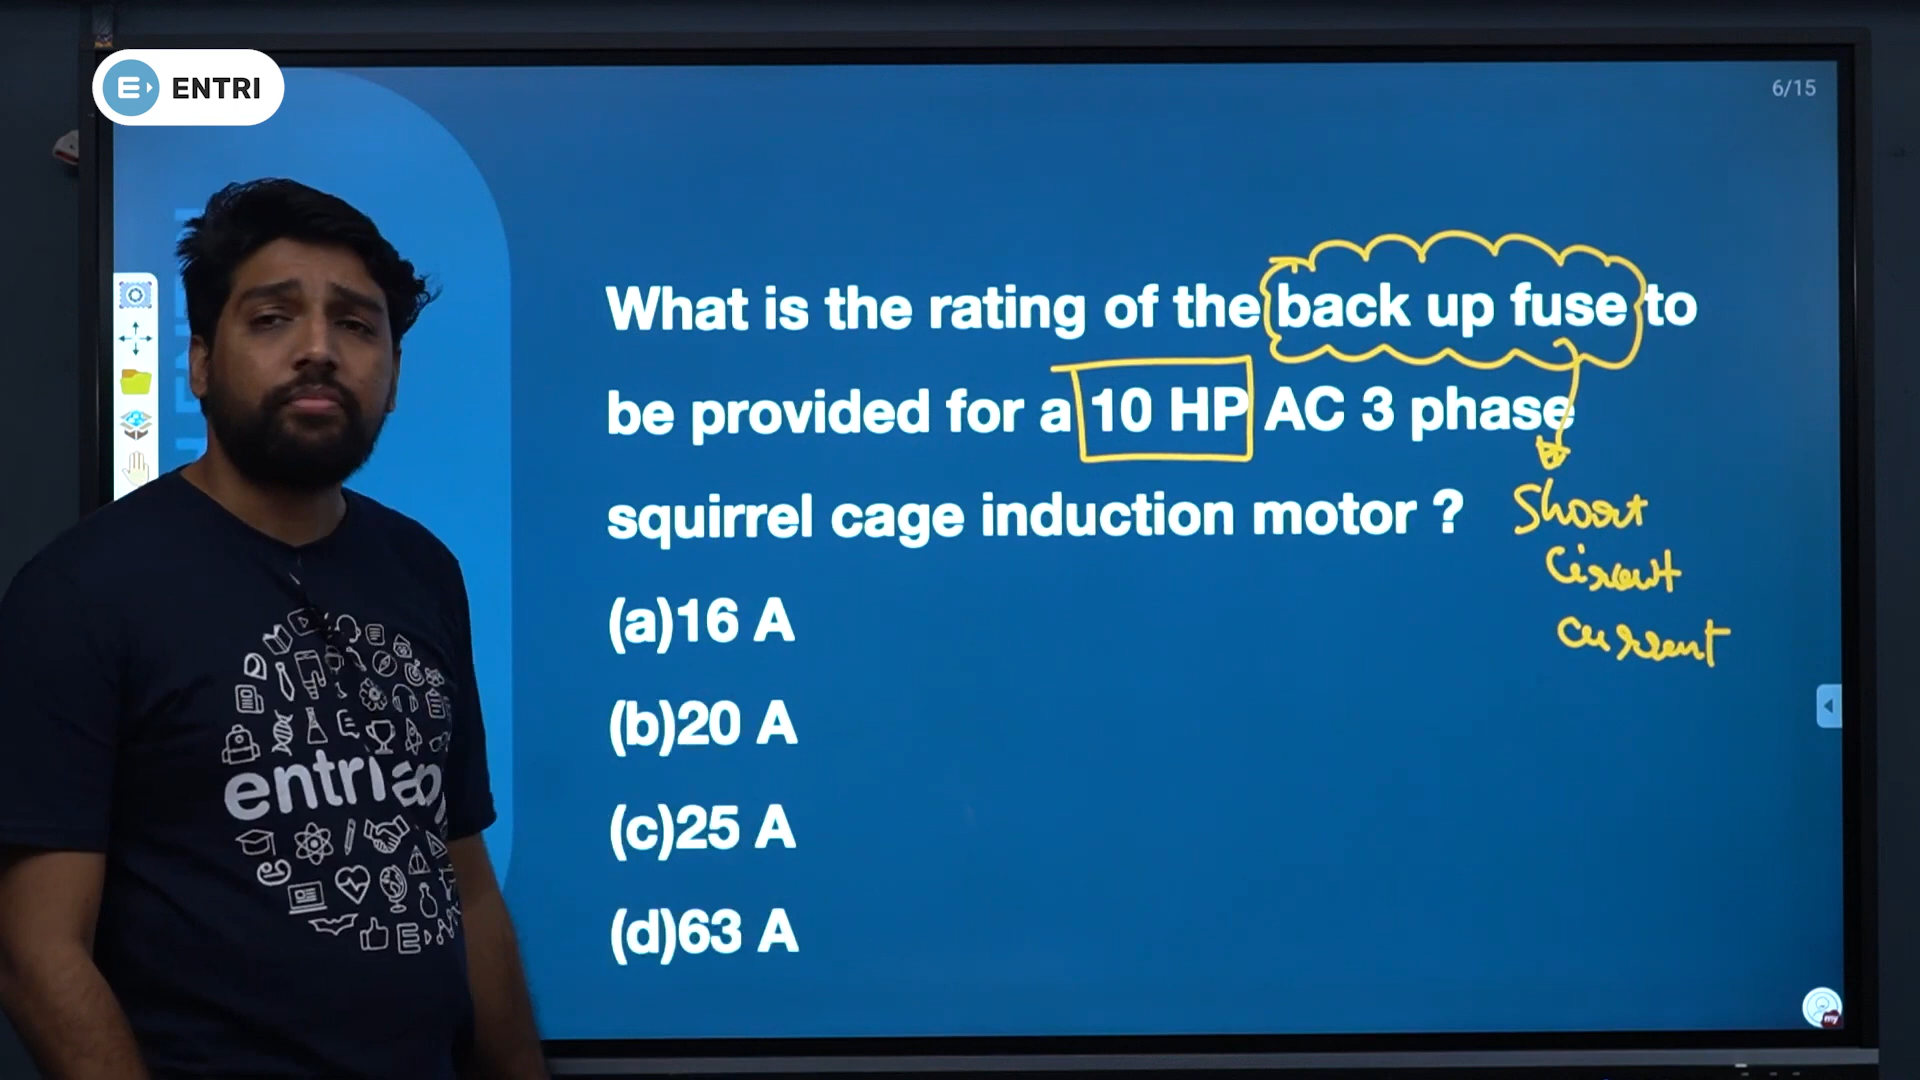 ENTRI
6/15
What is the rating of the back up fuse to
be provided for a 10 HP AC 3 phase
squirrel cage induction motor ?
Short
Circuit
current
(a)16 A
(b)20 A
(c)25 A
(d)63 A
entri